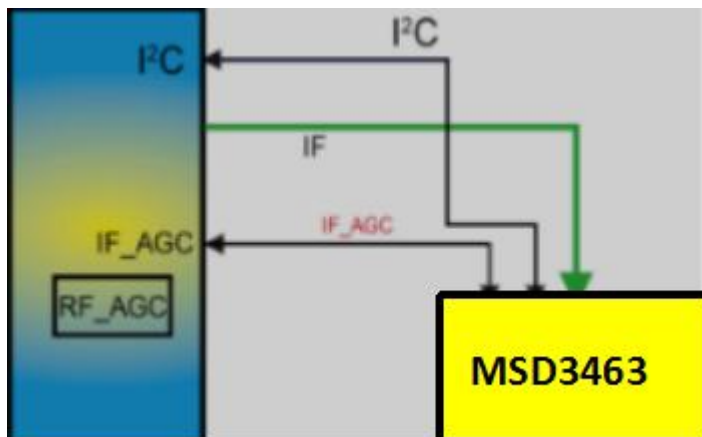 I²C
I²C
IF
IF_AGC
IF_AGC
RF_AGC
MSD3463